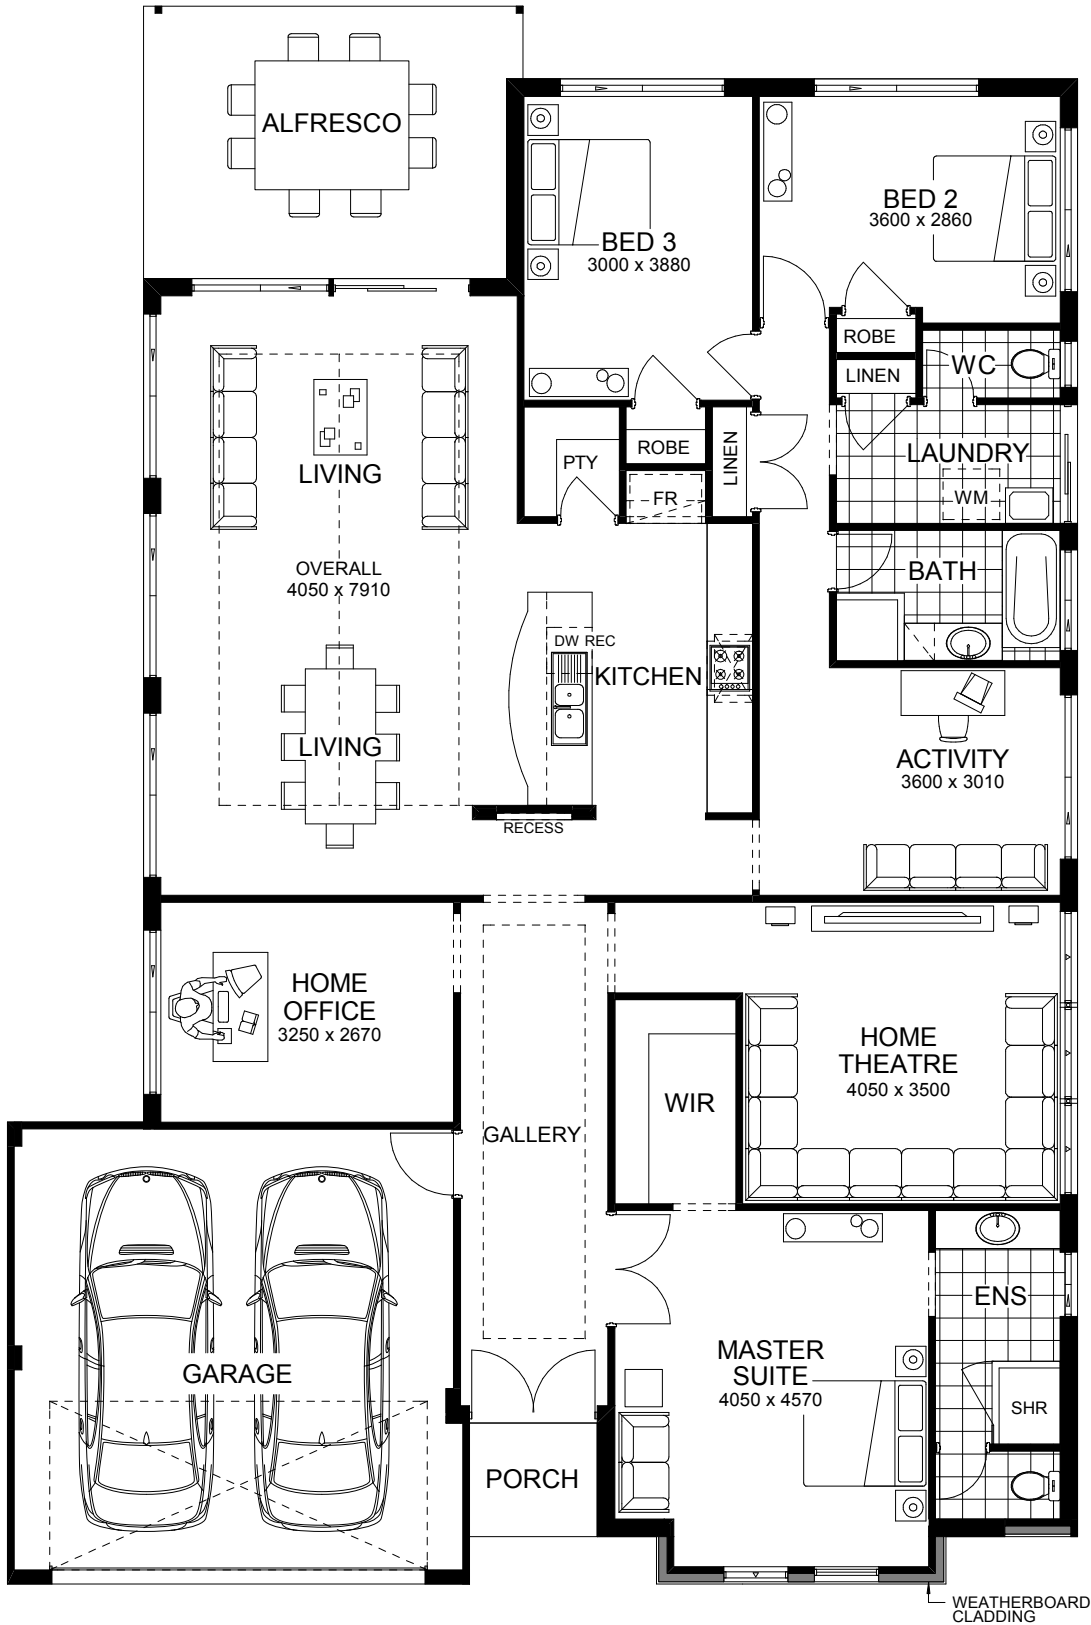 ALFRESCO
BED 3
3000 x 3880
BED 2
3600 x 2860
ROBE
LINEN
WC
LIVING
PTY
ROBE
FR
LINEN
LAUNDRY
WM
OVERALL
4050 x 7910
BATH
DW REC
KITCHEN
LIVING
ACTIVITY
3600 x 3010
RECESS
HOME
OFFICE
3250 x 2670
HOME
THEATRE
4050 x 3500
WIR
GALLERY
ENS
MASTER
SUITE
4050 x 4570
GARAGE
SHR
PORCH
WEATHERBOARD
CLADDING